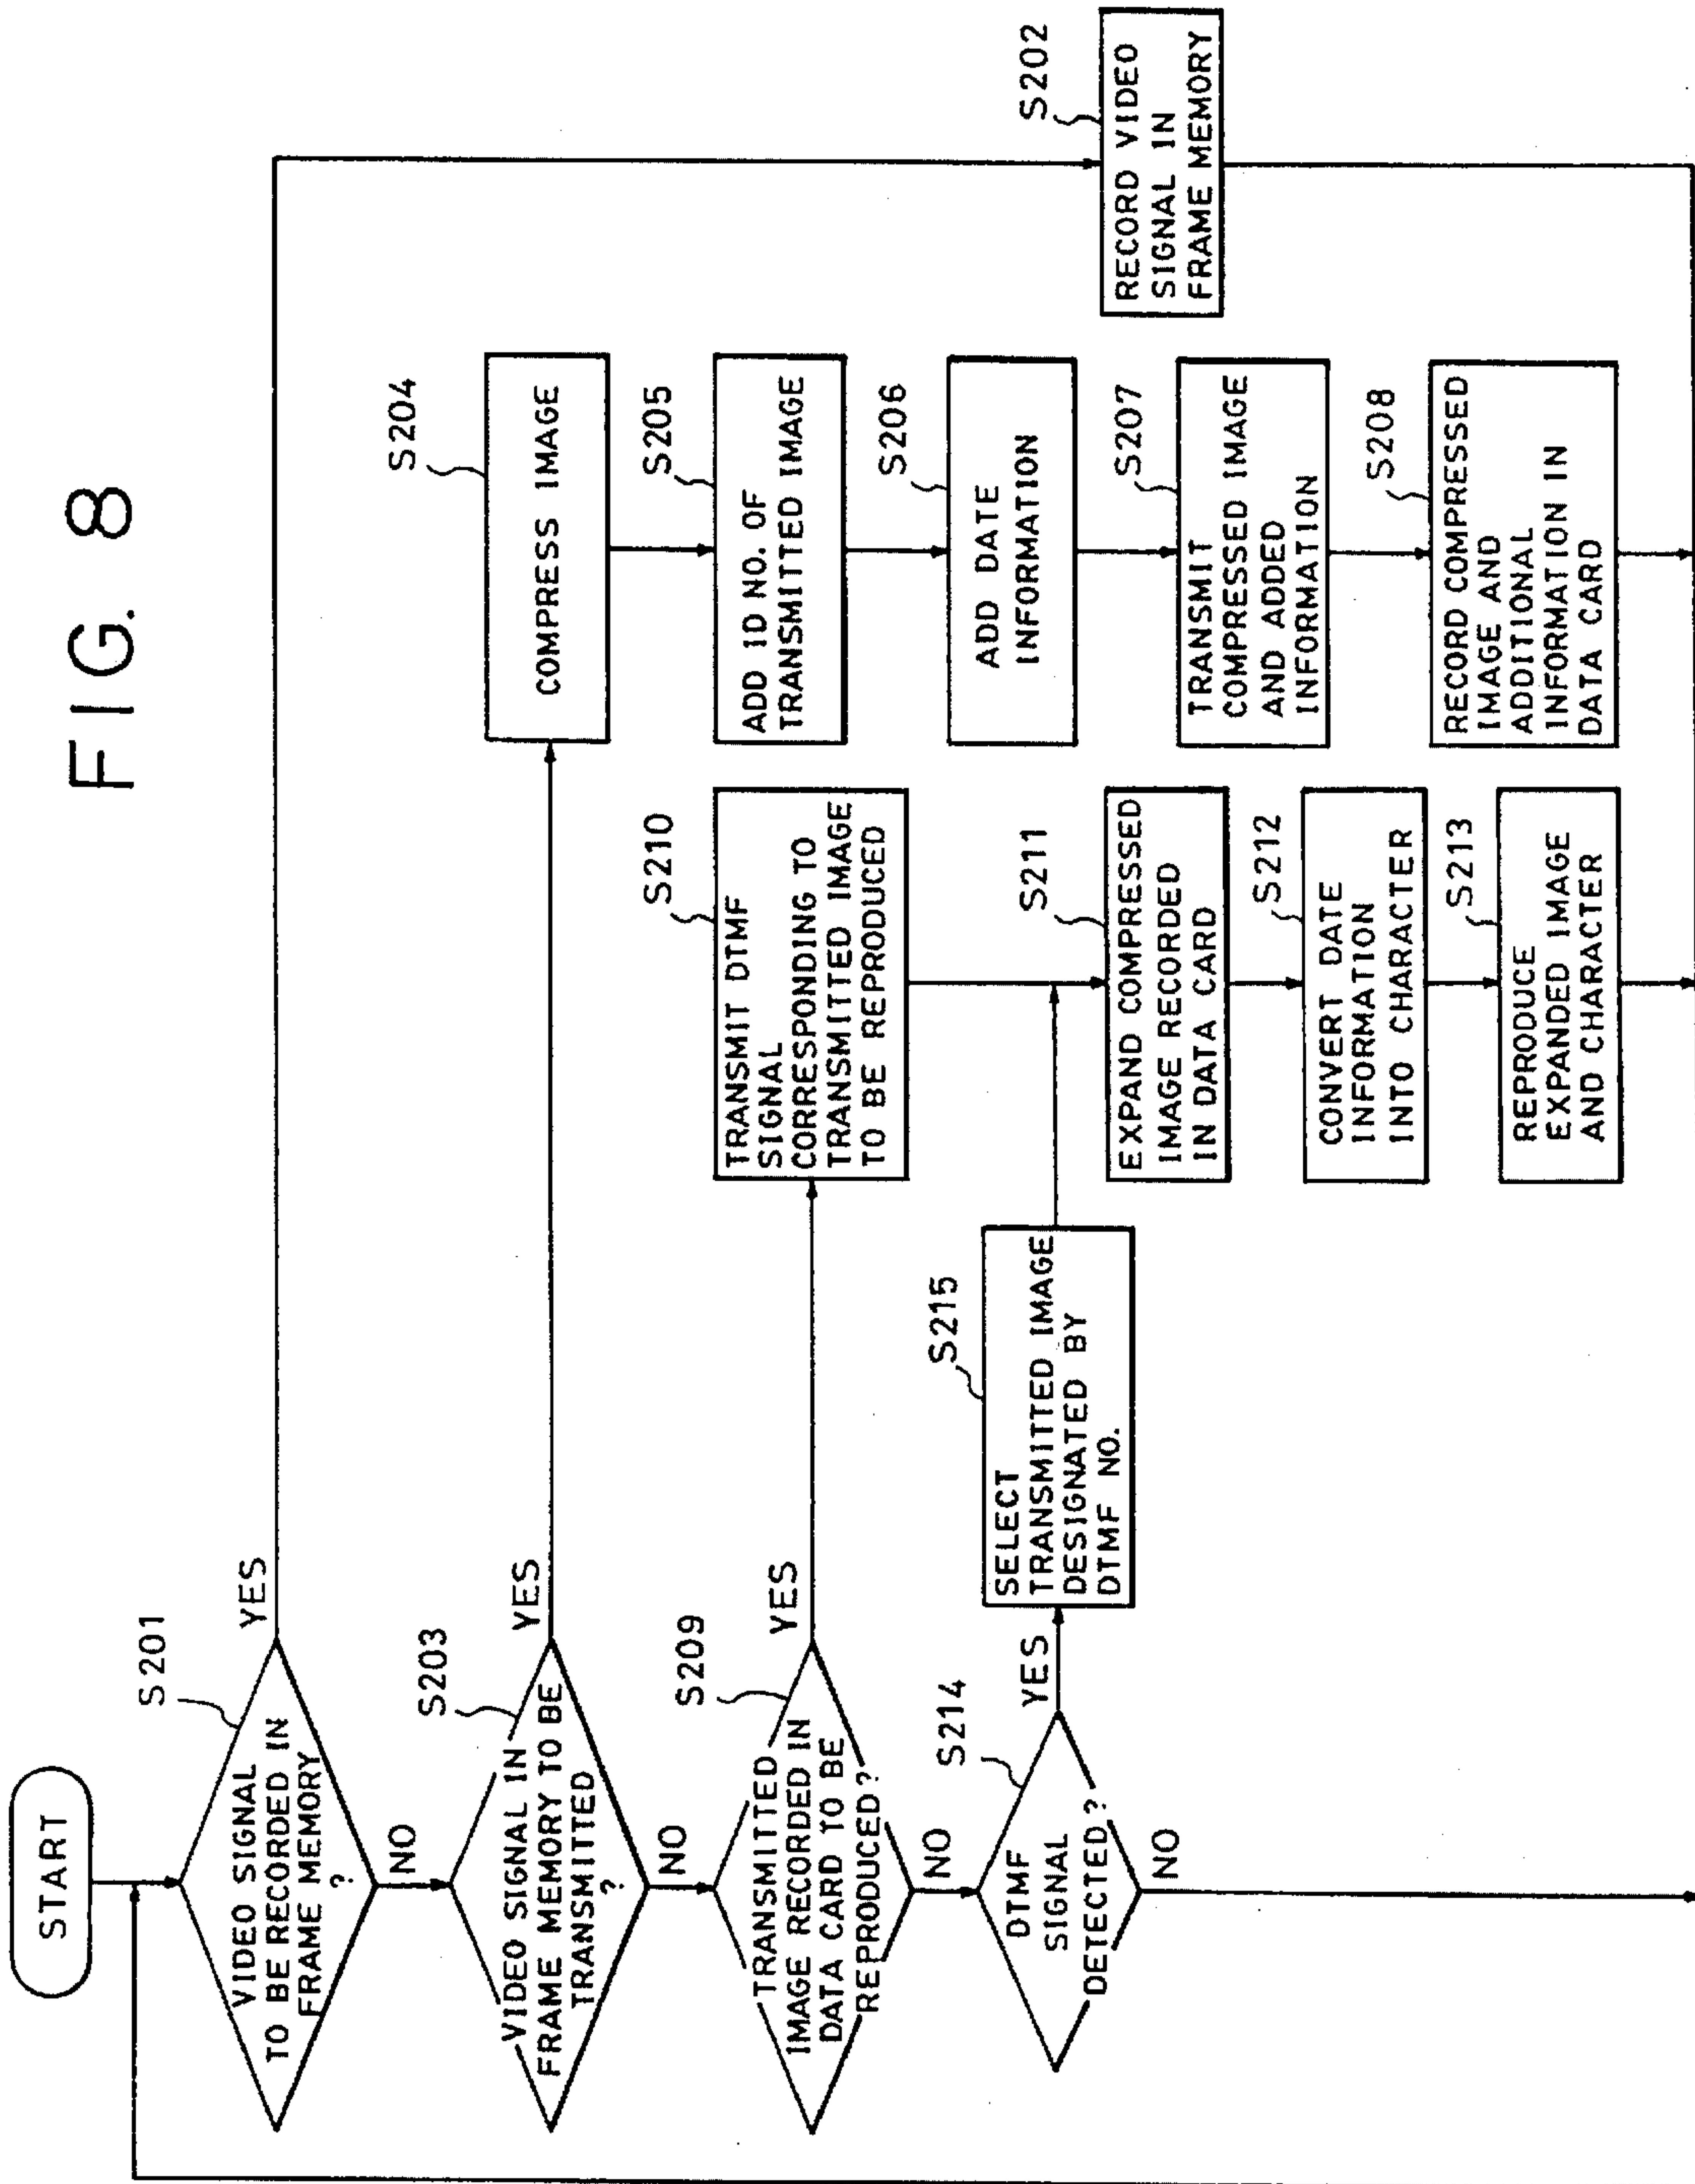 FIG. 8
START
S201
VIDEO SIGNAL
TO BE RECORDED IN
FRAME MEMORY
?
YES
NO
S202
RECORD VIDEO
SIGNAL IN
FRAME MEMORY
S203
VIDEO SIGNAL IN
FRAME MEMORY TO BE
TRANSMITTED
?
YES
NO
S204
COMPRESS IMAGE
S205
ADD ID NO. OF
TRANSMITTED IMAGE
S206
ADD DATE
INFORMATION
S207
TRANSMIT
COMPRESSED IMAGE
AND ADDED
INFORMATION
S208
RECORD COMPRESSED
IMAGE AND
ADDITIONAL
INFORMATION IN
DATA CARD
S209
TRANSMITTED
IMAGE RECORDED IN
DATA CARD TO BE
REPRODUCED?
YES
NO
S210
TRANSMIT DTMF
SIGNAL
CORRESPONDING TO
TRANSMITTED IMAGE
TO BE REPRODUCED
S211
EXPAND COMPRESSED
IMAGE RECORDED
IN DATA CARD
S212
CONVERT DATE
INFORMATION
INTO CHARACTER
S213
REPRODUCE
EXPANDED IMAGE
AND CHARACTER
S214
DTMF
SIGNAL
DETECTED?
YES
NO
S215
SELECT
TRANSMITTED IMAGE
DESIGNATED BY
DTMF NO.